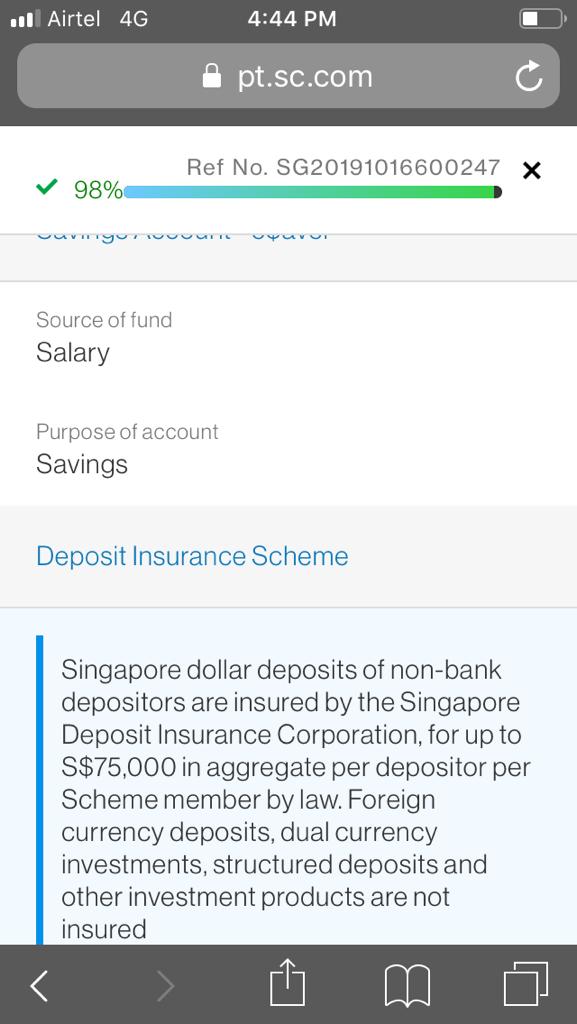 Airtel 4G 4:44 PM
pt.sc.com
Ref No. SG20191016600247
98%
Source of fund
Salary
Purpose of account
Savings
Deposit Insurance Scheme
Singapore dollar deposits of non-bank
depositors are insured by the Singapore
Deposit Insurance Corporation, for up to
S$75,000 in aggregate per depositor per
Scheme member by law. Foreign
currency deposits, dual currency
investments, structured deposits and
other investment products are not
insured